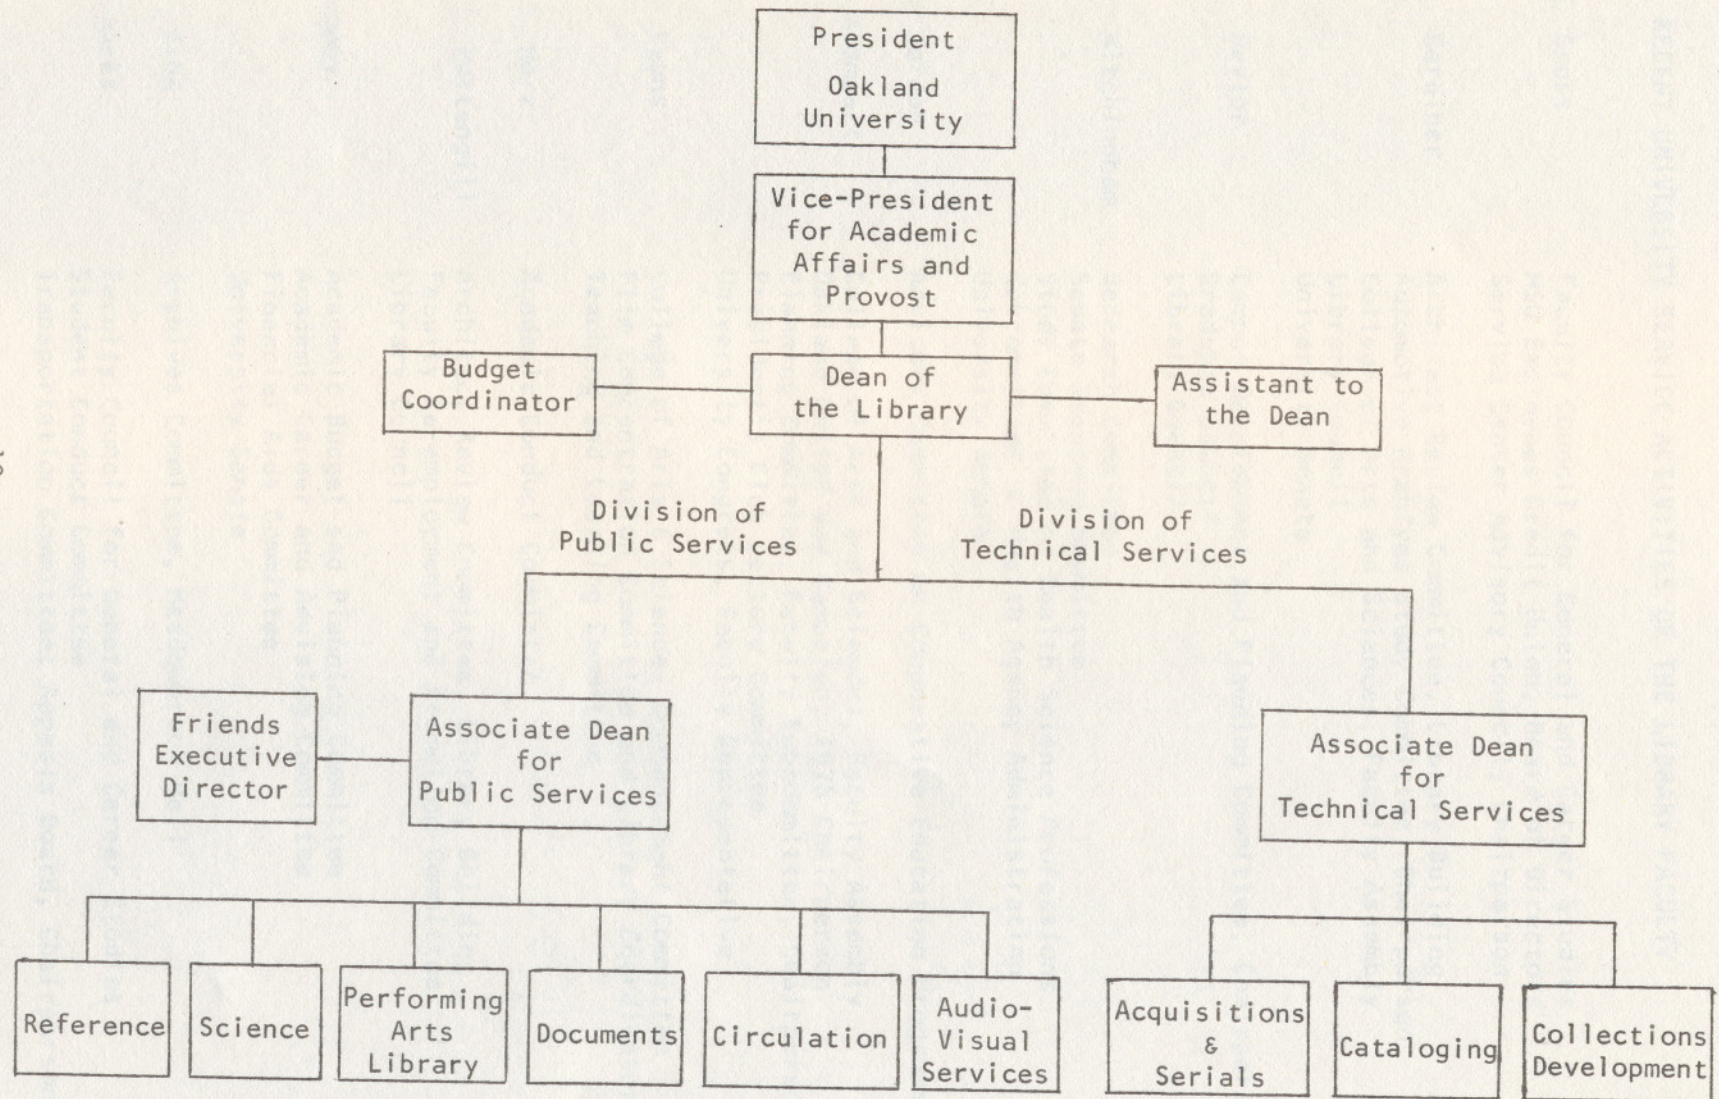 President
Oakland
University
Vice-President
for Academic
Affairs and
Provost
Budget
Coordinator
Dean of
the Library
Assistant to
the Dean
Division of
Public Services
Division of
Technical Services
Friends
Executive
Director
Associate Dean
for
Public Services
Associate Dean
for
Technical Services
Reference
Science
Performing
Arts
Library
Documents
Circulation
Audio-
Visual
Services
Acquisitions
&
Serials
Cataloging
Collections
Development